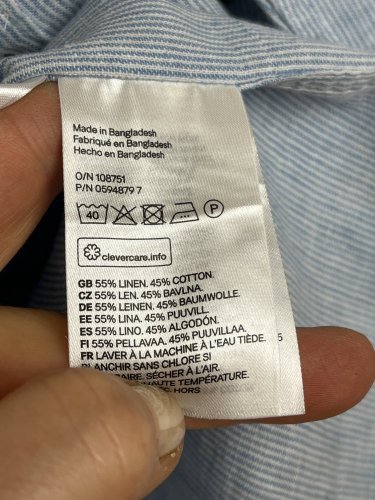 Made in Bangladesh
Fabriqué en Bangladesh
Hecho en Bangladesh
O/N 108751
P/N 0594879 7
40 P
clevercare.info
GB 55% LINEN. 45% COTTON.
CZ 55% LEN. 45% BAVLNA.
DE 55% LEINEN. 45% BAUMWOLLE.
EE 55% LINA. 45% PUUVILL.
ES 55% LINO. 45% ALGODÓN.
FI 55% PELLAVAA. 45% PUUVILLAA.
FR LAVER À LA MACHINE À L'EAU TIÈDE.
BLANCHIR SANS CHLORE SI
SÉCHER À L'AIR.
HAUTE TEMPÉRATURE.
HORS
5